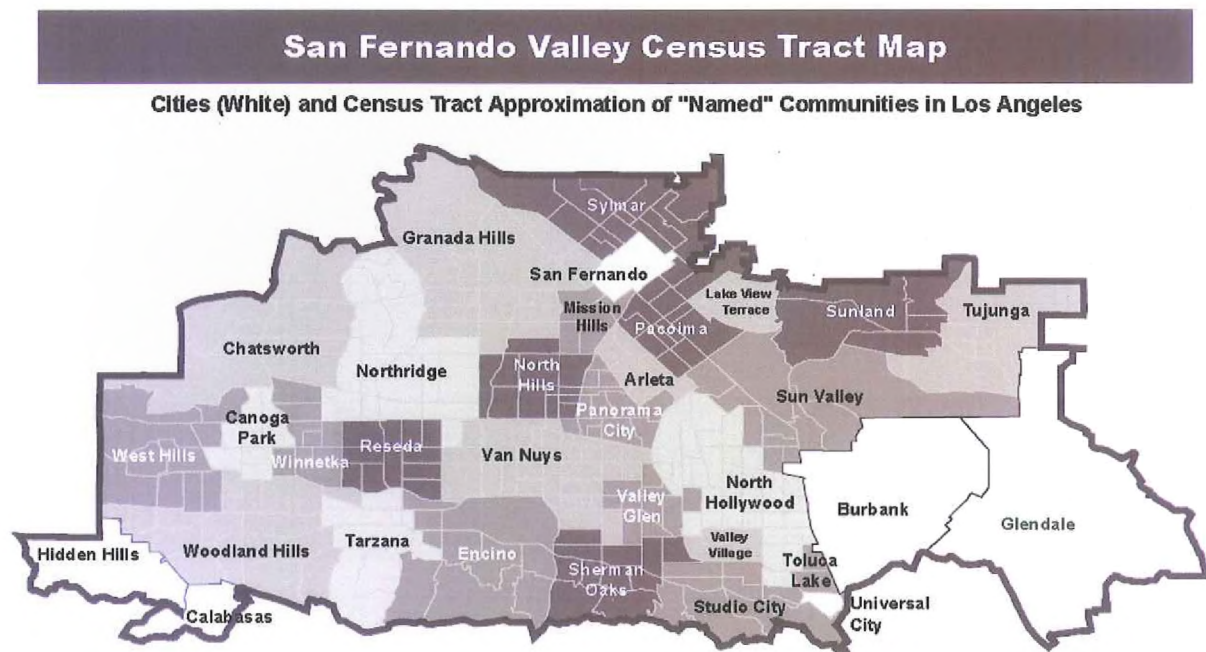 San Fernando Valley Census Tract Map
Cities (White) and Census Tract Approximation of "Named" Communities in Los Angeles
Sylmar
Granada Hills
San Fernando
Lake View
Terrace
Mission
Hills
Pacoima
Sunland
Tujunga
Chatsworth
Northridge
North
Hills
Arleta
Sun Valley
Canoga
Park
Panorama
City
West Hills
Winnetka
Reseda
Van Nuys
North
Hollywood
Valley
Glen
Burbank
Glendale
Hidden Hills
Woodland Hills
Tarzana
Encino
Valley
Village
Sherman
Oaks
Toluca
Lake
Studio City
Universal
City
Calabasas